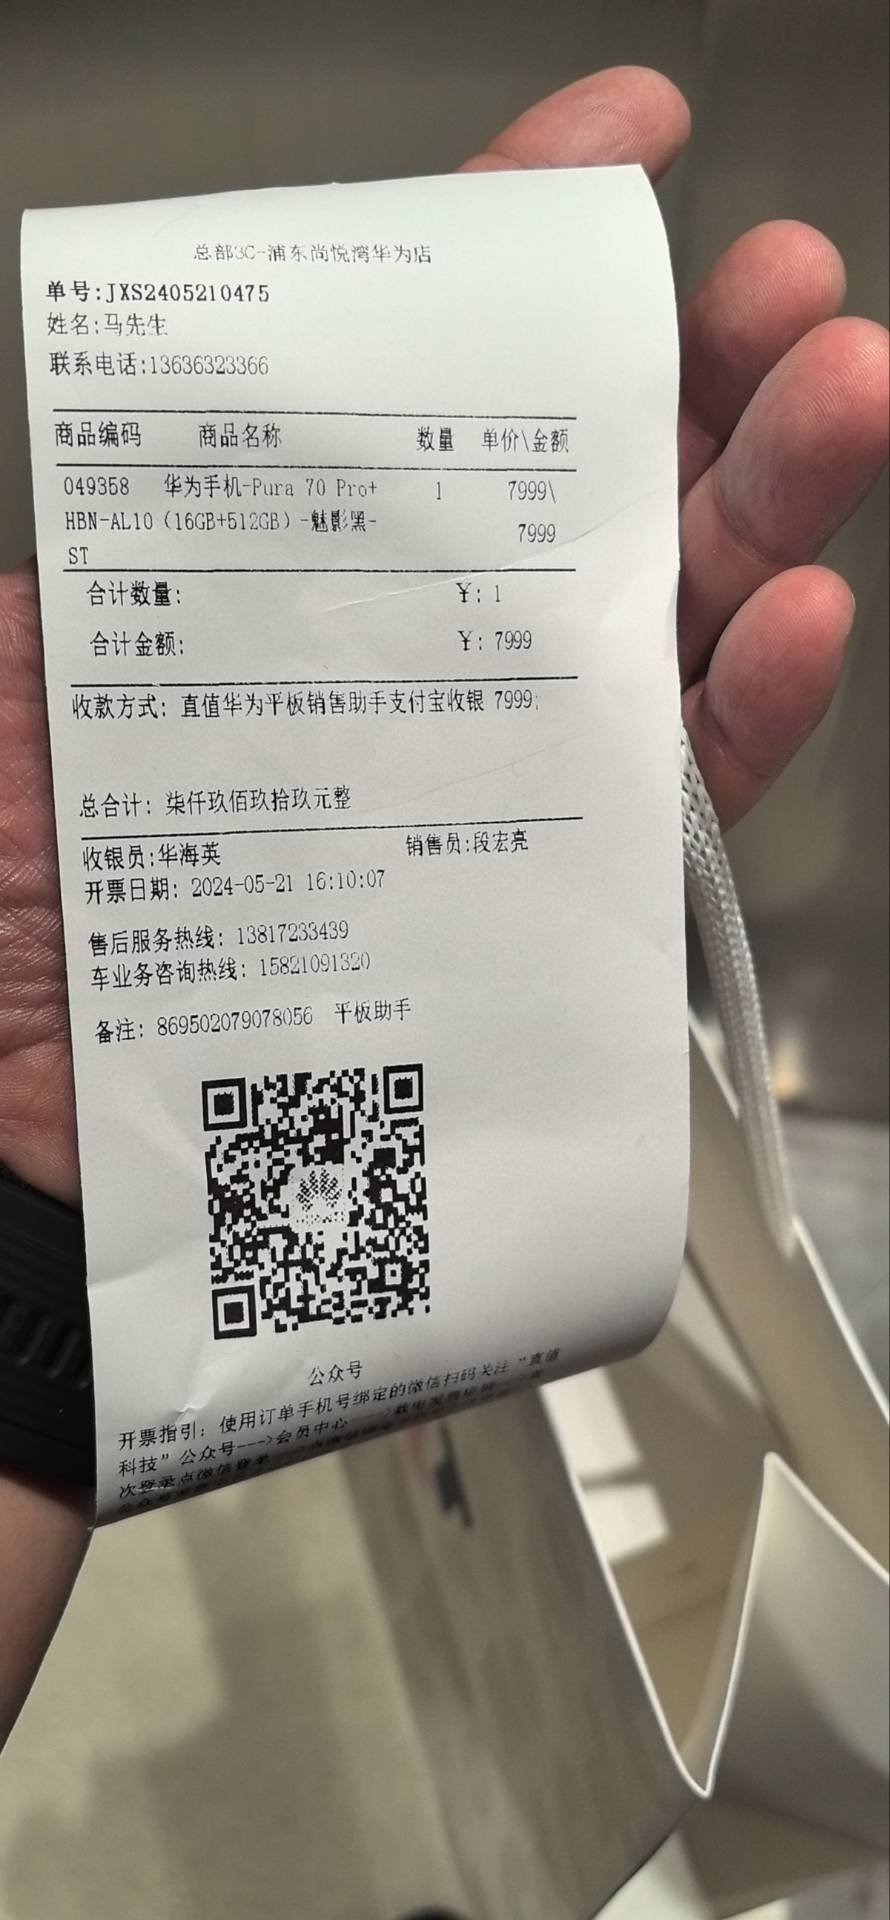 总部3C-浦东尚悦湾华为店
单号:JXS2405210475
姓名:马先生
联系电话:13636323366
商品编码 商品名称 数量 单价\金额
049358 华为手机-Pura 70 Pro+ 1 7999\
HBN-AL10（16GB+512GB）-魅影黑- 7999
ST
合计数量: ￥: 1
合计金额: ￥: 7999
收款方式: 直值华为平板销售助手支付宝收银 7999;
总合计: 柒仟玖佰玖拾玖元整
收银员:华海英 销售员:段宏亮
开票日期: 2024-05-21 16:10:07
售后服务热线: 13817233439
车业务咨询热线: 15821091320
备注: 869502079078056 平板助手
公众号
开票指引: 使用订单手机号绑定的微信扫码关注 "直值
科技" 公众号--->会员中心---->
次登录点微信登录